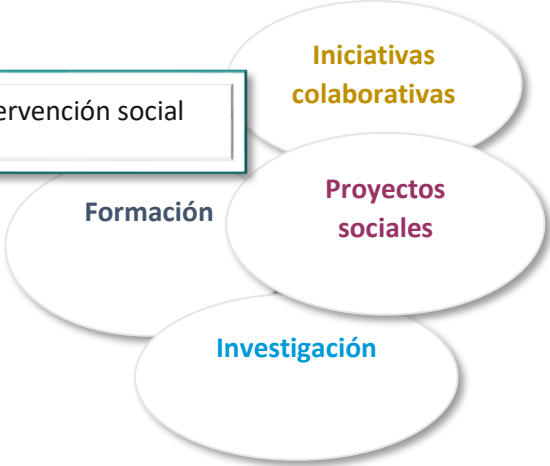 Iniciativas
colaborativas
ervención social
Formación
Proyectos
sociales
Investigación